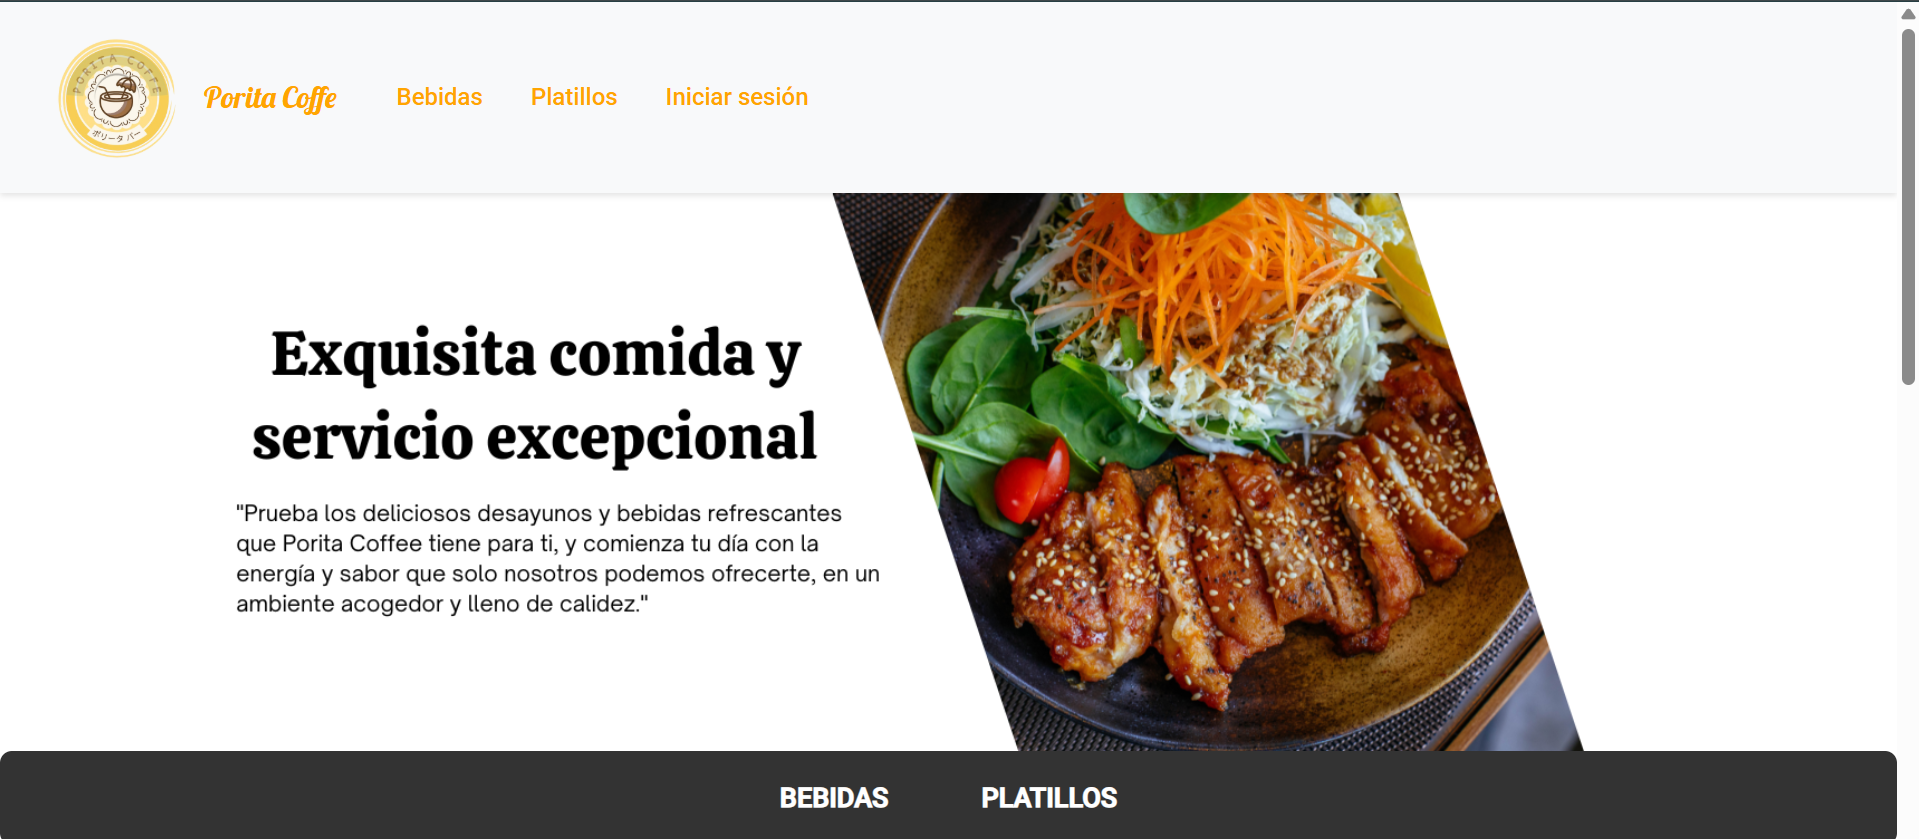 PORITA COFFE
ポリータ バー
Porita Coffe
Bebidas
Platillos
Iniciar sesión
Exquisita comida y
servicio excepcional
"Prueba los deliciosos desayunos y bebidas refrescantes
que Porita Coffee tiene para ti, y comienza tu día con la
energía y sabor que solo nosotros podemos ofrecerte, en un
ambiente acogedor y lleno de calidez."
BEBIDAS
PLATILLOS